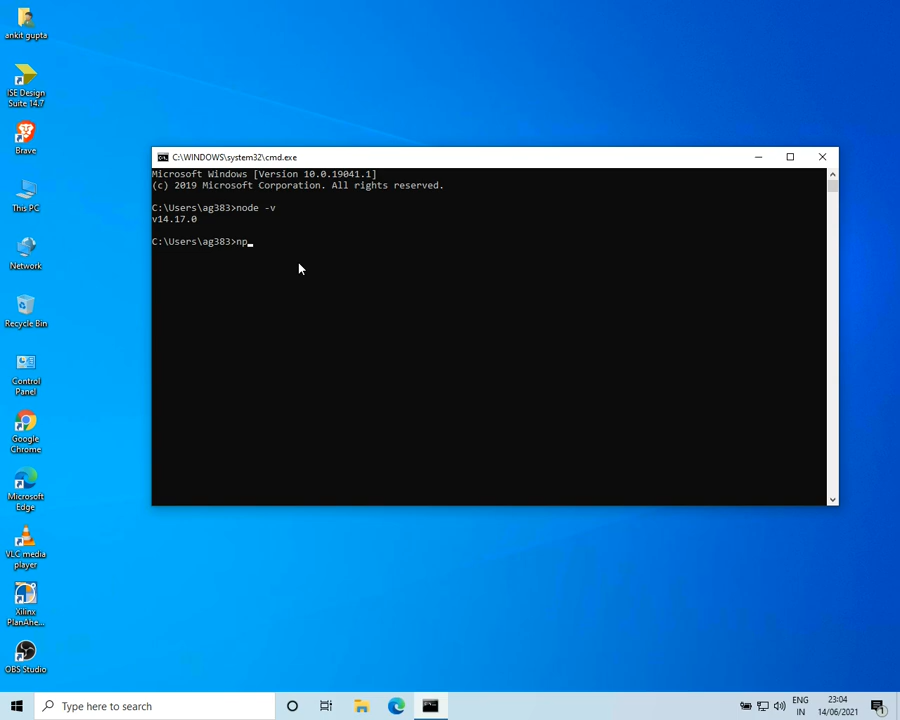 ankit gupta
ISE Design
Suite 14.7
Brave
This PC
Network
Recycle Bin
Control
Panel
Google
Chrome
Microsoft
Edge
VLC media
player
Xilinx
PlanAhe...
OBS Studio
C:\WINDOWS\system32\cmd.exe
Microsoft Windows [Version 10.0.19041.1]
(c) 2019 Microsoft Corporation. All rights reserved.
C:\Users\ag383>node -v
v14.17.0
C:\Users\ag383>np_
Type here to search
ENG
IN
23:04
14/06/2021
1